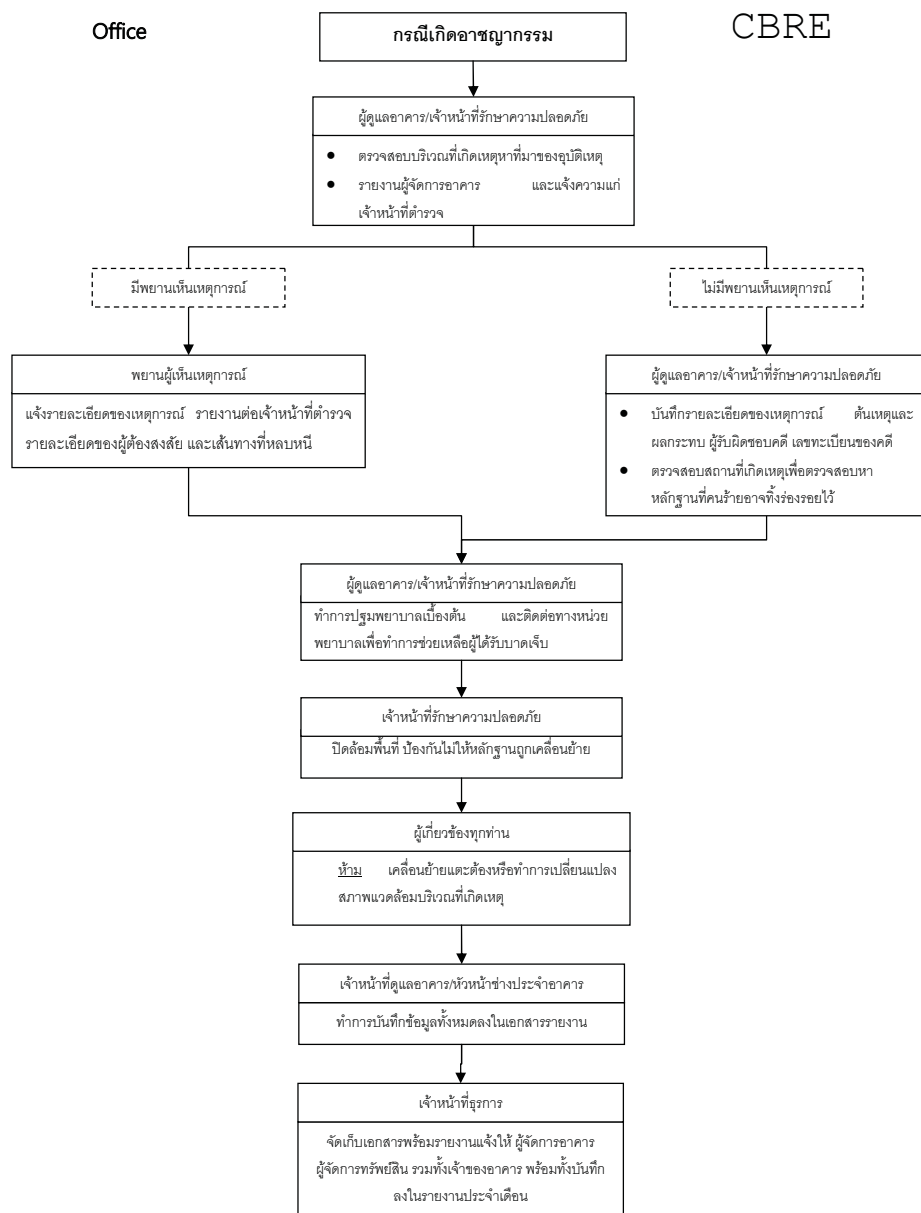 Office
กรณีเกิดอาชญากรรม
CBRE
ผู้ดูแลอาคาร/เจ้าหน้าที่รักษาความปลอดภัย
● ตรวจสอบบริเวณที่เกิดเหตุหาที่มาของอุบัติเหตุ
● รายงานผู้จัดการอาคาร และแจ้งความแก่
เจ้าหน้าที่ตำรวจ
มีพยานเห็นเหตุการณ์
ไม่มีพยานเห็นเหตุการณ์
พยานผู้เห็นเหตุการณ์
แจ้งรายละเอียดของเหตุการณ์ รายงานต่อเจ้าหน้าที่ตำรวจ
รายละเอียดของผู้ต้องสงสัย และเส้นทางที่หลบหนี
ผู้ดูแลอาคาร/เจ้าหน้าที่รักษาความปลอดภัย
● บันทึกรายละเอียดของเหตุการณ์ ต้นเหตุและ
ผลกระทบ ผู้รับผิดชอบคดี เลขทะเบียนของคดี
● ตรวจสอบสถานที่เกิดเหตุเพื่อตรวจสอบหา
หลักฐานที่คนร้ายอาจทิ้งร่องรอยไว้
ผู้ดูแลอาคาร/เจ้าหน้าที่รักษาความปลอดภัย
ทำการปฐมพยาบาลเบื้องต้น และติดต่อทางหน่วย
พยาบาลเพื่อทำการช่วยเหลือผู้ได้รับบาดเจ็บ
เจ้าหน้าที่รักษาความปลอดภัย
ปิดล้อมพื้นที่ ป้องกันไม่ให้หลักฐานถูกเคลื่อนย้าย
ผู้เกี่ยวข้องทุกท่าน
ห้าม เคลื่อนย้ายแตะต้องหรือทำการเปลี่ยนแปลง
สภาพแวดล้อมบริเวณที่เกิดเหตุ
เจ้าหน้าที่ดูแลอาคาร/หัวหน้าช่างประจำอาคาร
ทำการบันทึกข้อมูลทั้งหมดลงในเอกสารรายงาน
เจ้าหน้าที่ธุรการ
จัดเก็บเอกสารพร้อมรายงานแจ้งให้ ผู้จัดการอาคาร
ผู้จัดการทรัพย์สิน รวมทั้งเจ้าของอาคาร พร้อมทั้งบันทึก
ลงในรายงานประจำเดือน